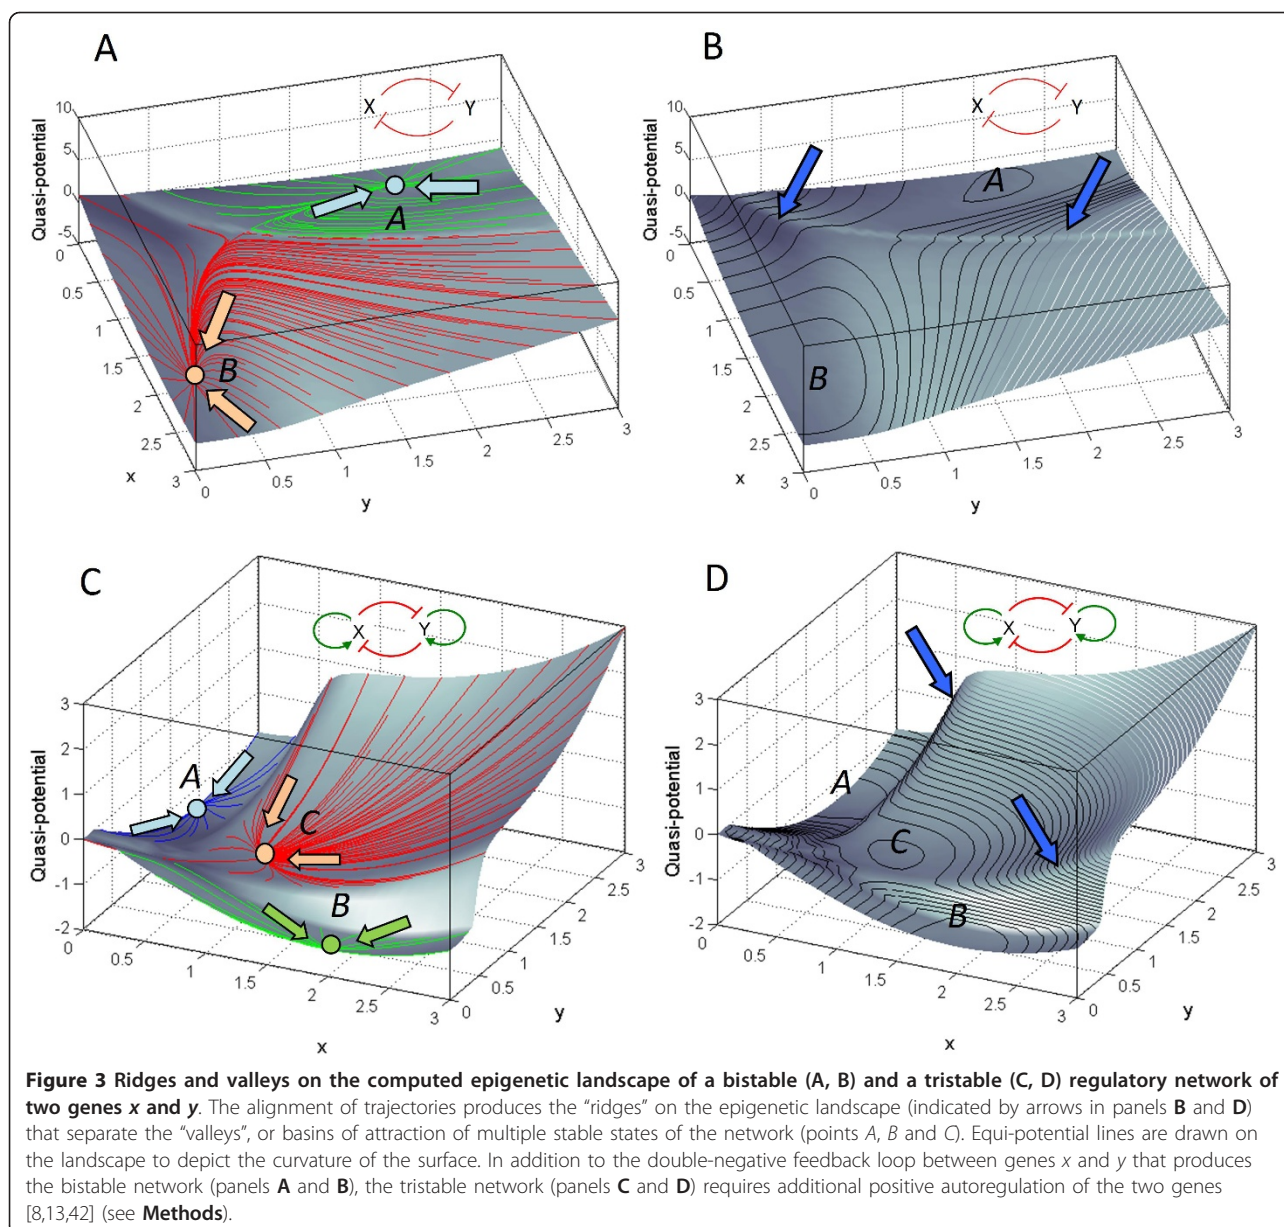 A
10
5
0
-5
Quasi-potential
0
0.5
1
1.5
2
2.5
3
x
0
0.5
1
1.5
2
2.5
3
y
X
Y
A
B
B
10
5
0
-5
Quasi-potential
0
0.5
1
1.5
2
2.5
3
x
0
0.5
1
1.5
2
2.5
3
y
X
Y
A
B
C
3
2
1
0
-1
-2
Quasi-potential
0
0.5
1
1.5
2
2.5
3
x
0
0.5
1
1.5
2
2.5
3
y
X
Y
A
C
B
D
3
2
1
0
-1
-2
Quasi-potential
0
0.5
1
1.5
2
2.5
3
x
0
0.5
1
1.5
2
2.5
3
y
X
Y
A
C
B
Figure 3 Ridges and valleys on the computed epigenetic landscape of a bistable (A, B) and a tristable (C, D) regulatory network of
two genes x and y. The alignment of trajectories produces the “ridges” on the epigenetic landscape (indicated by arrows in panels B and D)
that separate the “valleys”, or basins of attraction of multiple stable states of the network (points A, B and C). Equi-potential lines are drawn on
the landscape to depict the curvature of the surface. In addition to the double-negative feedback loop between genes x and y that produces
the bistable network (panels A and B), the tristable network (panels C and D) requires additional positive autoregulation of the two genes
[8,13,42] (see Methods).